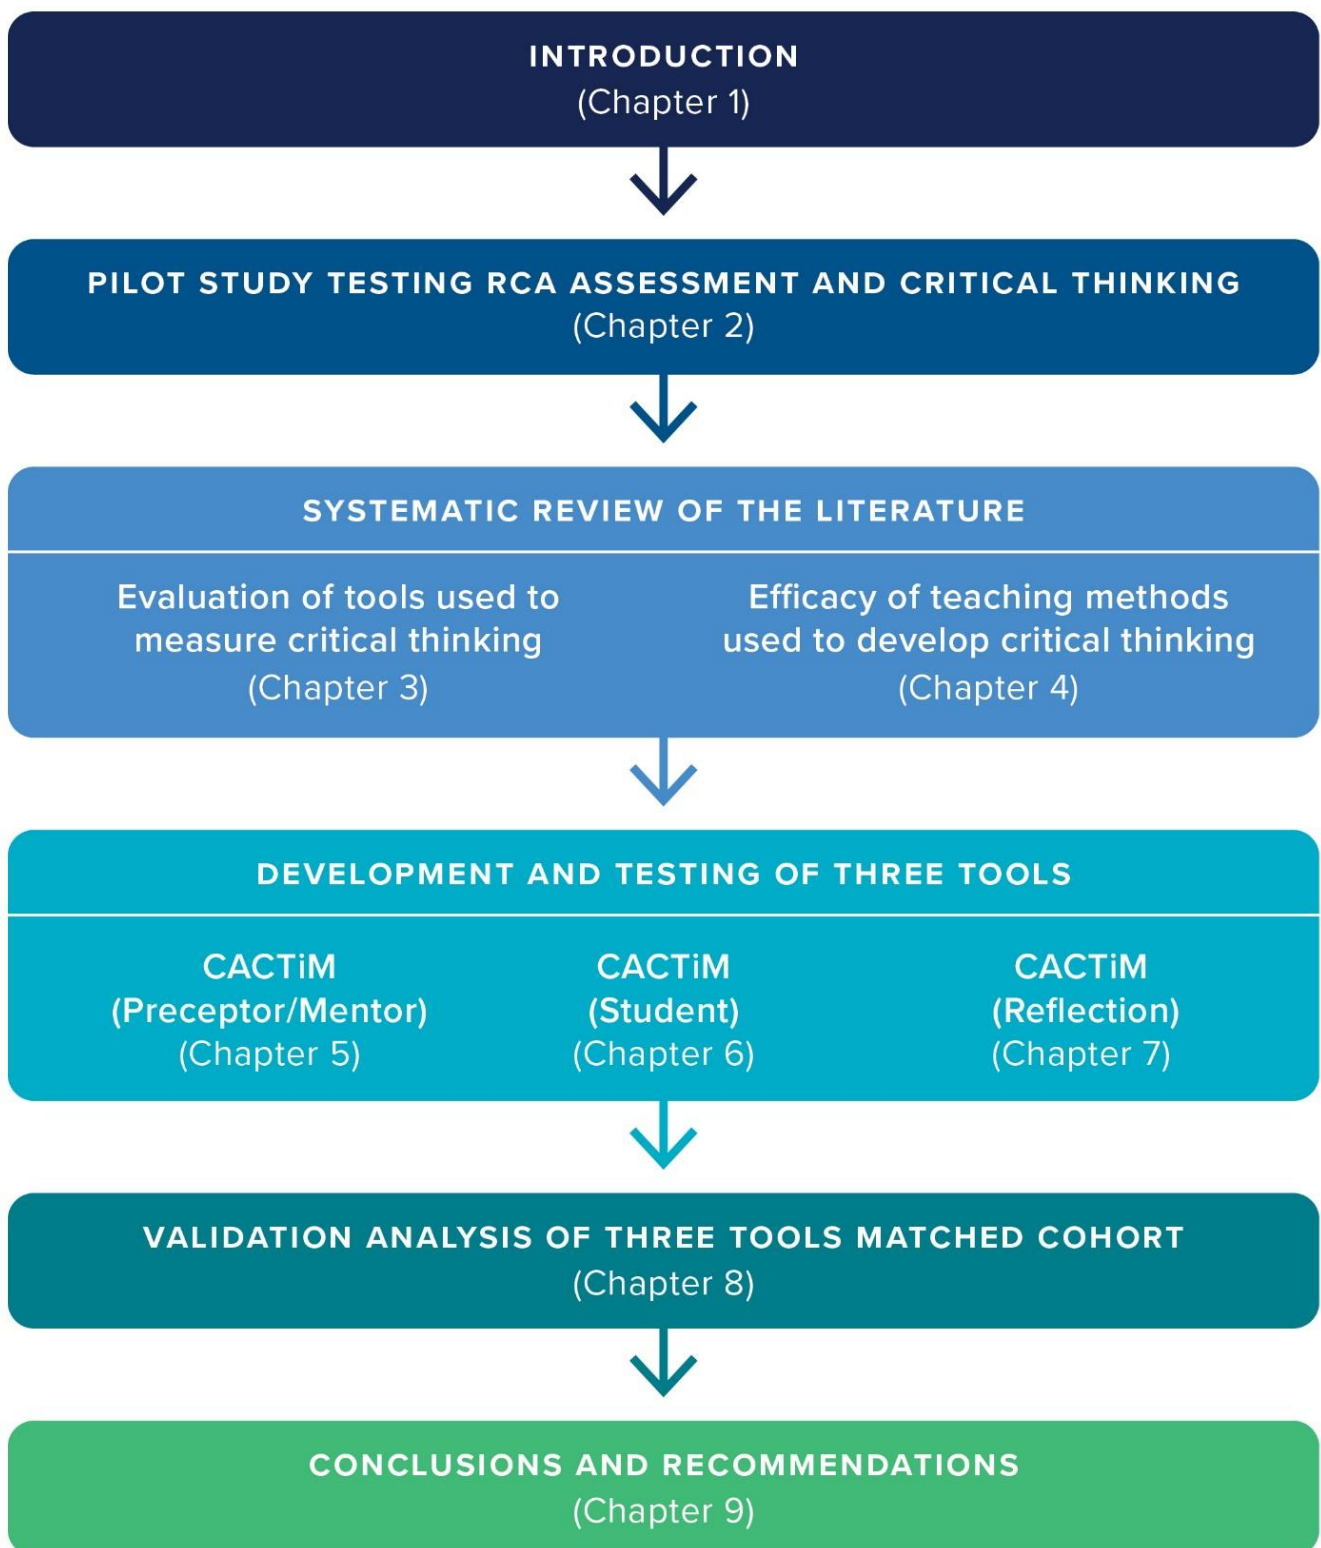 INTRODUCTION
(Chapter 1)
PILOT STUDY TESTING RCA ASSESSMENT AND CRITICAL THINKING
(Chapter 2)
SYSTEMATIC REVIEW OF THE LITERATURE
Evaluation of tools used to
measure critical thinking
(Chapter 3)
Efficacy of teaching methods
used to develop critical thinking
(Chapter 4)
DEVELOPMENT AND TESTING OF THREE TOOLS
CACTiM
(Preceptor/Mentor)
(Chapter 5)
CACTiM
(Student)
(Chapter 6)
CACTiM
(Reflection)
(Chapter 7)
VALIDATION ANALYSIS OF THREE TOOLS MATCHED COHORT
(Chapter 8)
CONCLUSIONS AND RECOMMENDATIONS
(Chapter 9)